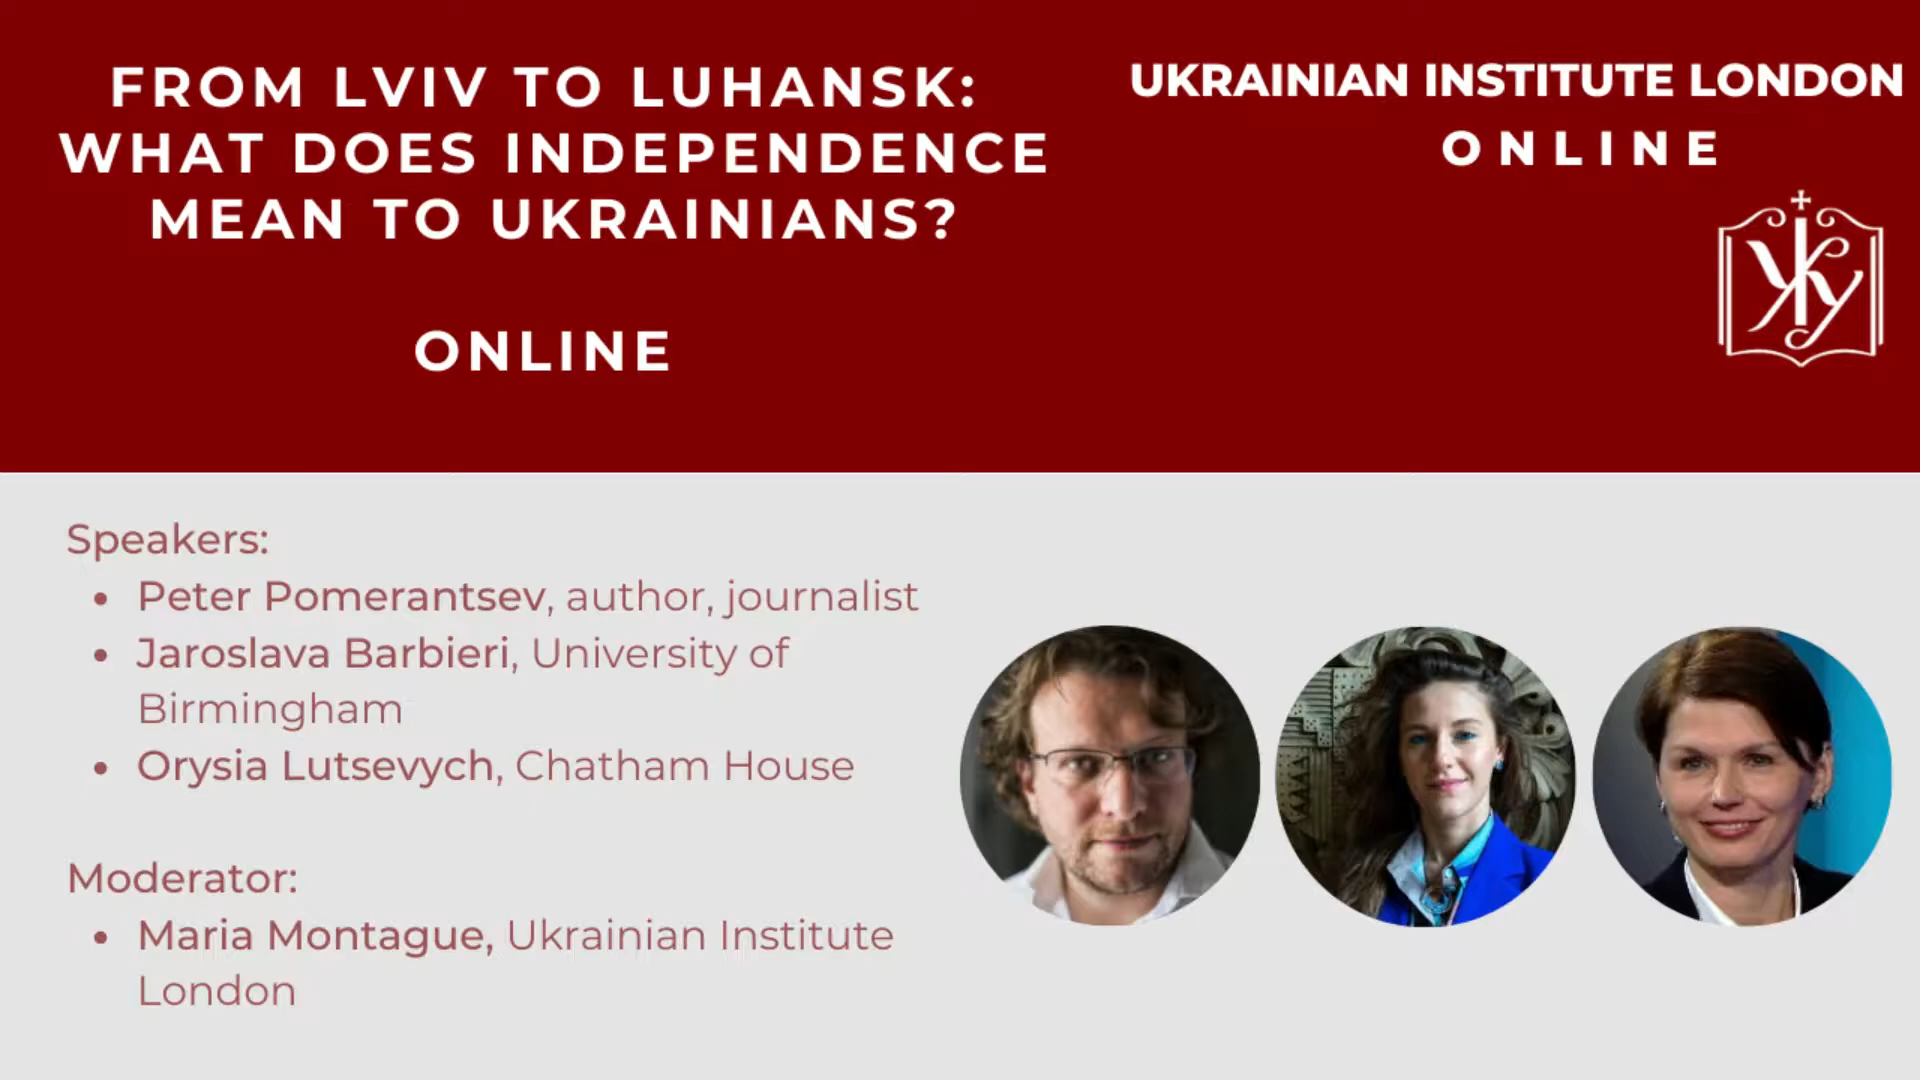 FROM LVIV TO LUHANSK:
WHAT DOES INDEPENDENCE
MEAN TO UKRAINIANS?
ONLINE
UKRAINIAN INSTITUTE LONDON
ONLINE
Speakers:
• Peter Pomerantsev, author, journalist
• Jaroslava Barbieri, University of
Birmingham
• Orysia Lutsevych, Chatham House
Moderator:
• Maria Montague, Ukrainian Institute
London